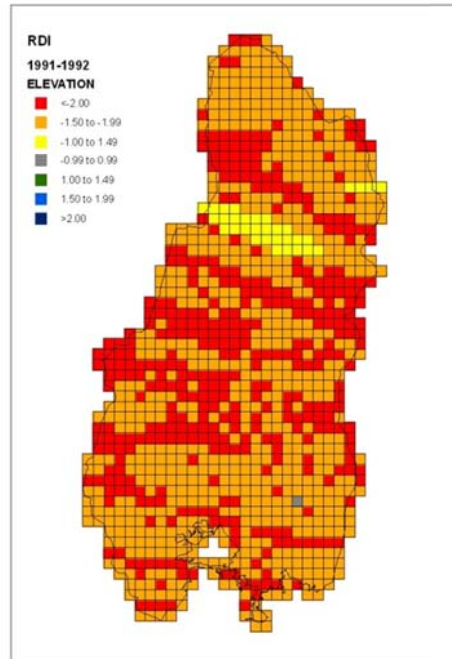 RDI
1991-1992
ELEVATION
<-2.00
-1.50 to -1.99
-1.00 to 1.49
-0.99 to 0.99
1.00 to 1.49
1.50 to 1.99
>2.00